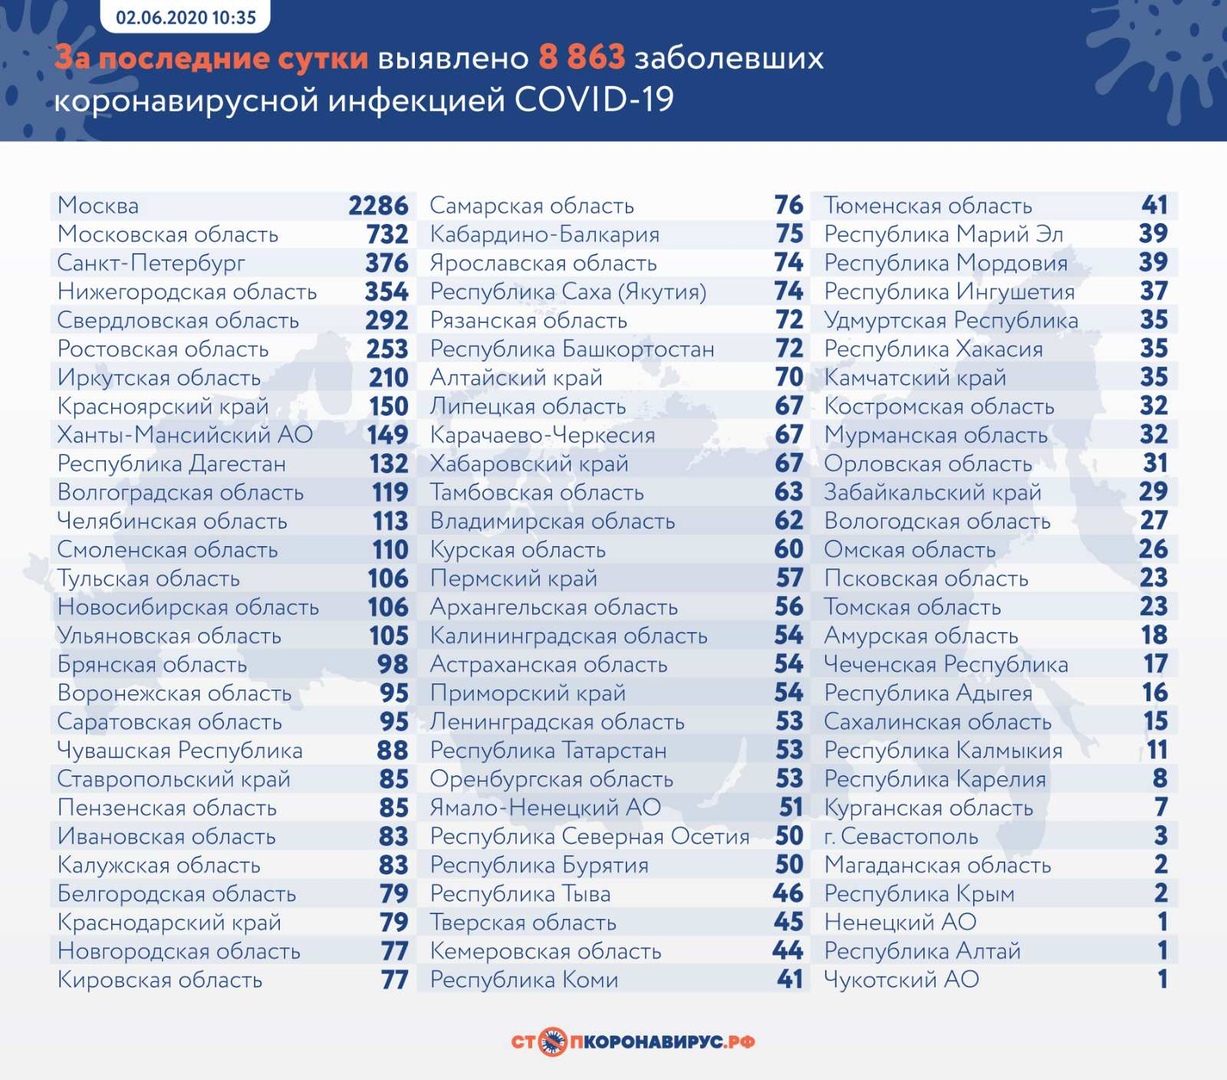 02.06.2020 10:35
За последние сутки выявлено 8 863 заболевших
коронавирусной инфекцией COVID-19
Москва 2286
Московская область 732
Санкт-Петербург 376
Нижегородская область 354
Свердловская область 292
Ростовская область 253
Иркутская область 210
Красноярский край 150
Ханты-Мансийский АО 149
Республика Дагестан 132
Волгоградская область 119
Челябинская область 113
Смоленская область 110
Тульская область 106
Новосибирская область 106
Ульяновская область 105
Брянская область 98
Воронежская область 95
Саратовская область 95
Чувашская Республика 88
Ставропольский край 85
Пензенская область 85
Ивановская область 83
Калужская область 83
Белгородская область 79
Краснодарский край 79
Новгородская область 77
Кировская область 77
Самарская область 76
Кабардино-Балкария 75
Ярославская область 74
Республика Саха (Якутия) 74
Рязанская область 72
Республика Башкортостан 72
Алтайский край 70
Липецкая область 67
Карачаево-Черкесия 67
Хабаровский край 67
Тамбовская область 63
Владимирская область 62
Курская область 60
Пермский край 57
Архангельская область 56
Калининградская область 54
Астраханская область 54
Приморский край 54
Ленинградская область 53
Республика Татарстан 53
Оренбургская область 53
Ямало-Ненецкий АО 51
Республика Северная Осетия 50
Республика Бурятия 50
Республика Тыва 46
Тверская область 45
Кемеровская область 44
Республика Коми 41
Тюменская область 41
Республика Марий Эл 39
Республика Мордовия 39
Республика Ингушетия 37
Удмуртская Республика 35
Республика Хакасия 35
Камчатский край 35
Костромская область 32
Мурманская область 32
Орловская область 31
Забайкальский край 29
Вологодская область 27
Омская область 26
Псковская область 23
Томская область 23
Амурская область 18
Чеченская Республика 17
Республика Адыгея 16
Сахалинская область 15
Республика Калмыкия 11
Республика Карелия 8
Курганская область 7
г. Севастополь 3
Магаданская область 2
Республика Крым 2
Ненецкий АО 1
Республика Алтай 1
Чукотский АО 1
СТОПКОРОНАВИРУС.РФ